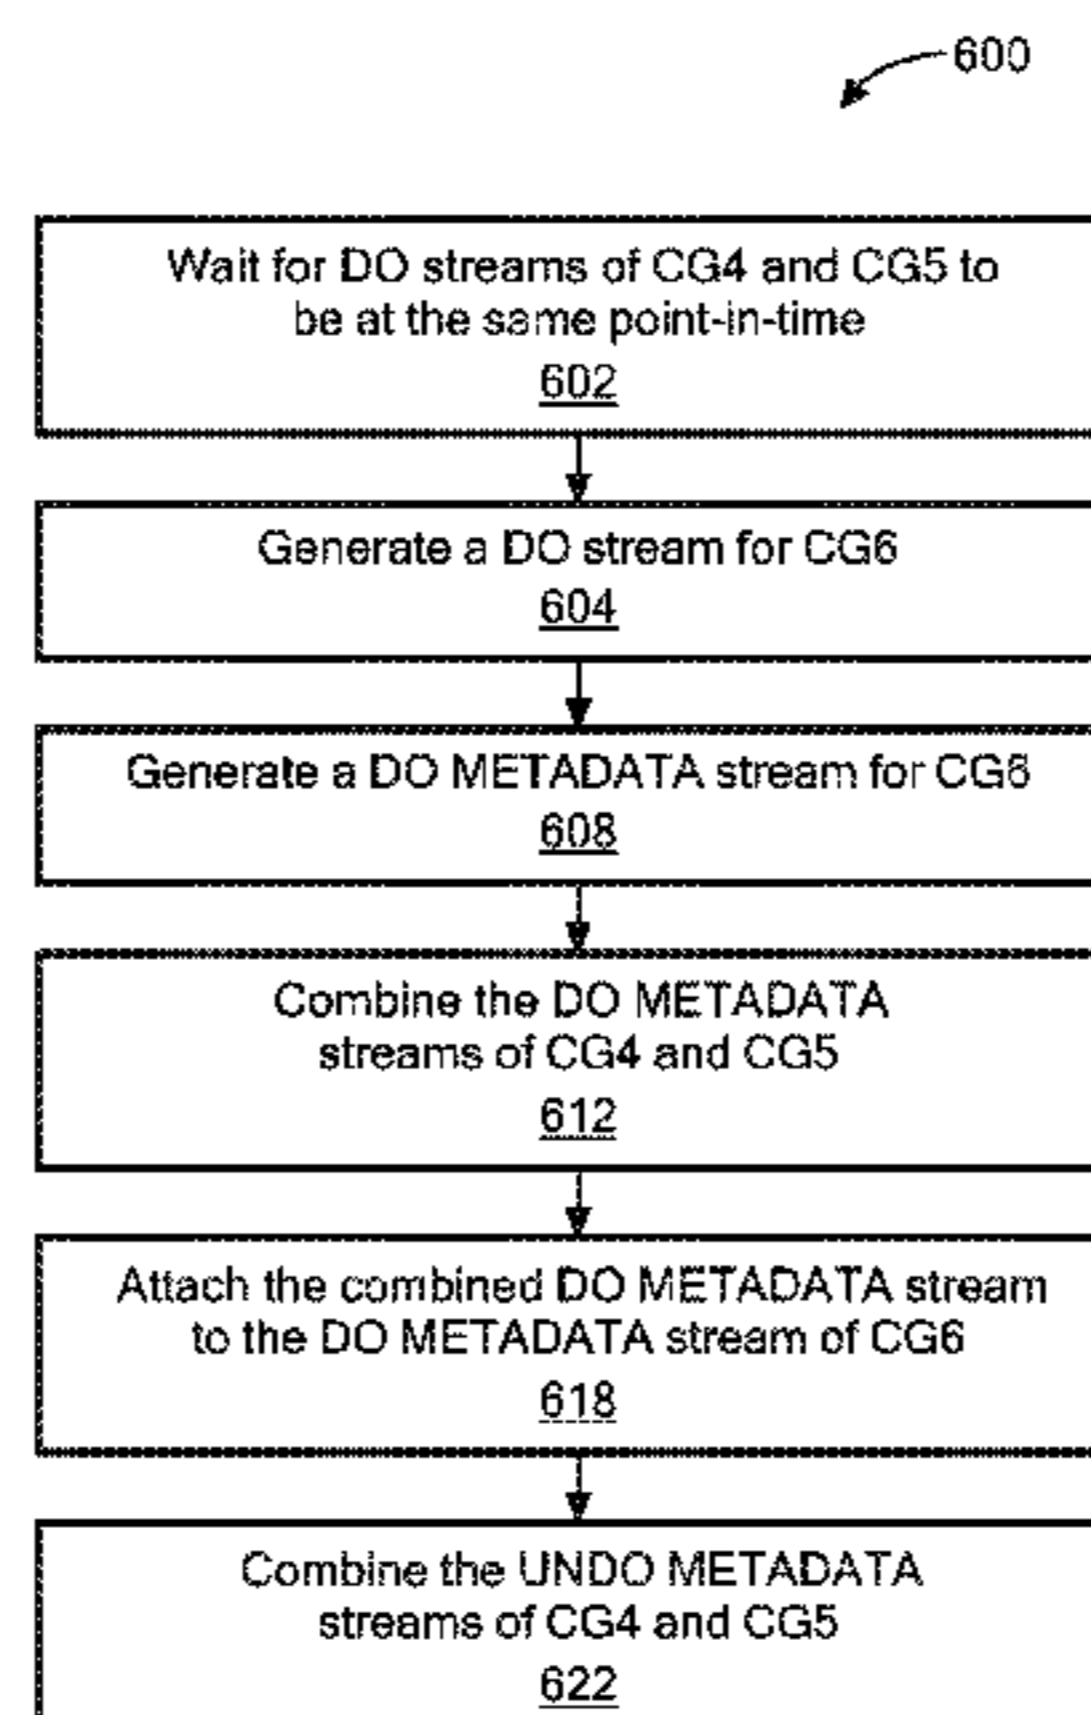 600
Wait for DO streams of CG4 and CG5 to
be at the same point-in-time
602
Generate a DO stream for CG6
604
Generate a DO METADATA stream for CG6
608
Combine the DO METADATA
streams of CG4 and CG5
612
Attach the combined DO METADATA stream
to the DO METADATA stream of CG6
618
Combine the UNDO METADATA
streams of CG4 and CG5
622